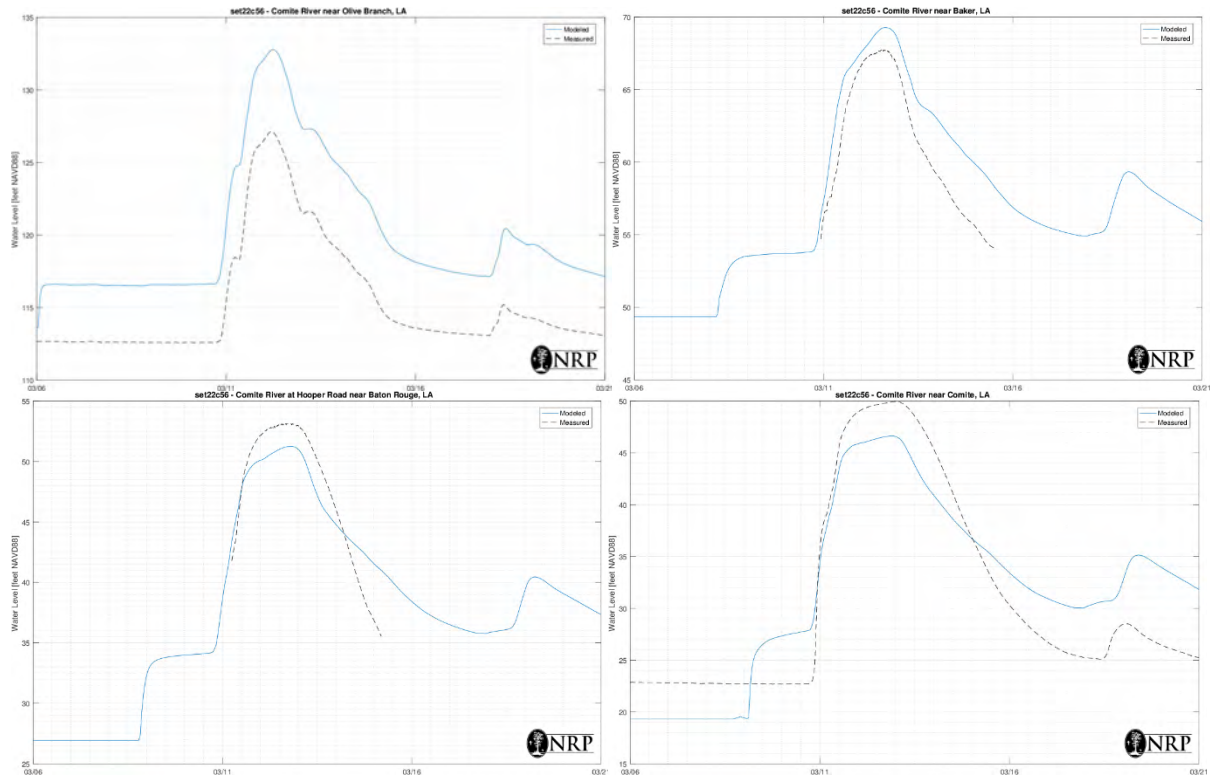 set22c56 - Comite River near Olive Branch, LA
135
130
125
120
115
110
Water Level [feet NAVD88]
Modeled
Measured
NRP
03/06
03/11
03/16
03/21
set22c56 - Comite River near Baker, LA
70
65
60
55
50
45
Water Level [feet NAVD88]
Modeled
Measured
NRP
03/06
03/11
03/16
03/21
set22c56 - Comite River at Hooper Road near Baton Rouge, LA
55
50
45
40
35
30
25
Water Level [feet NAVD88]
Modeled
Measured
NRP
03/06
03/11
03/16
03/2
set22c56 - Comite River near Comite, LA
50
45
40
35
30
25
20
15
Water Level [feet NAVD88]
Modeled
Measured
NRP
03/06
03/11
03/16
03/21